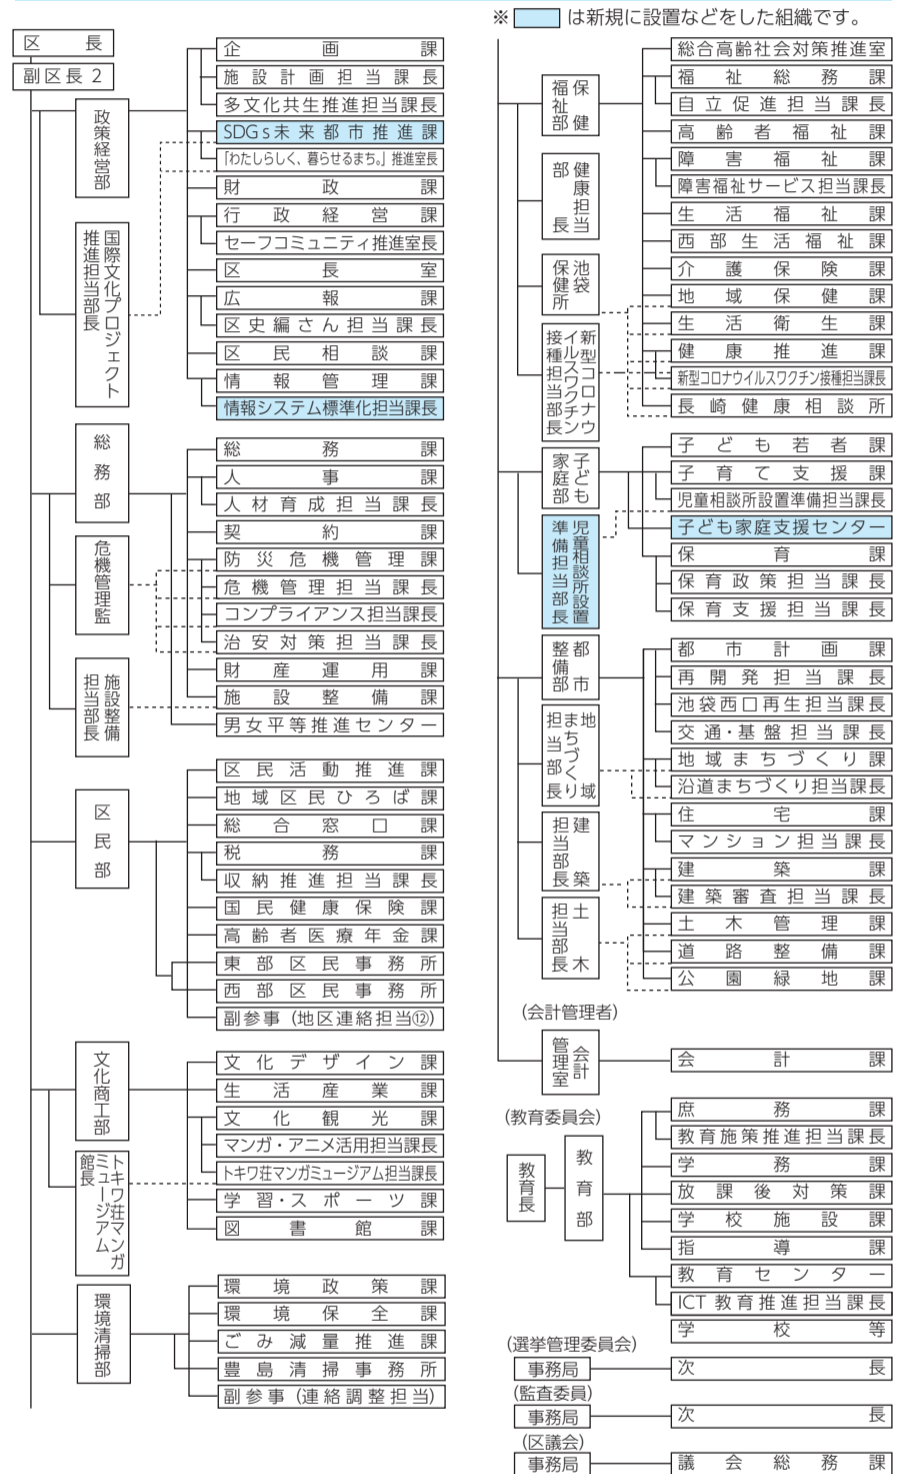 ※　　は新規に設置などをした組織です。
区長
副区長 2
政策経営部
企画課
施設計画担当課長
多文化共生推進担当課長
SDGs未来都市推進課
「わたしらしく、暮らせるまち。」推進室長
財政課
行政経営課
セーフコミュニティ推進室長
区長室
広報課
区史編さん担当課長
区民相談課
情報管理課
情報システム標準化担当課長
国際文化プロジェクト
推進担当部長
総務部
総務課
人事課
人材育成担当課長
契約課
防災危機管理課
危機管理担当課長
コンプライアンス担当課長
治安対策担当課長
財産運用課
施設整備課
男女平等推進センター
危機管理監
施設整備
担当部長
区民部
区民活動推進課
地域区民ひろば課
総合窓口課
税務課
収納推進担当課長
国民健康保険課
高齢者医療年金課
東部区民事務所
西部区民事務所
副参事（地区連絡担当⑫）
文化商工部
文化デザイン課
生活産業課
文化観光課
マンガ・アニメ活用担当課長
トキワ荘マンガミュージアム担当課長
学習・スポーツ課
図書館課
トキワ荘マンガ
ミュージアム
館長
環境清掃部
環境政策課
環境保全課
ごみ減量推進課
豊島清掃事務所
副参事（連絡調整担当）
保健
福祉部
総合高齢社会対策推進室
福祉総務課
自立促進担当課長
高齢者福祉課
障害福祉課
障害福祉サービス担当課長
生活福祉課
西部生活福祉課
介護保険課
地域保健課
生活衛生課
健康推進課
新型コロナウイルスワクチン接種担当課長
長崎健康相談所
健康担当
部長
池袋
保健所
新型コロナウ
イルスワクチン
接種担当部長
子ども
家庭部
子ども若者課
子育て支援課
児童相談所設置準備担当課長
子ども家庭支援センター
保育課
保育政策担当課長
保育支援担当課長
児童相談所設置
準備担当部長
都市
整備部
都市計画課
再開発担当課長
池袋西口再生担当課長
交通・基盤担当課長
地域まちづくり課
沿道まちづくり担当課長
住宅課
マンション担当課長
建築課
建築審査担当課長
土木管理課
道路整備課
公園緑地課
地域
まちづくり
担当部長
建築
担当部長
土木
担当部長
（会計管理者）
会計
管理室
会計課
（教育委員会）
教育長
教育部
庶務課
教育施策推進担当課長
学務課
放課後対策課
学校施設課
指導課
教育センター
ICT 教育推進担当課長
学校等
（選挙管理委員会）
事務局
次長
（監査委員）
事務局
次長
（区議会）
事務局
議会総務課